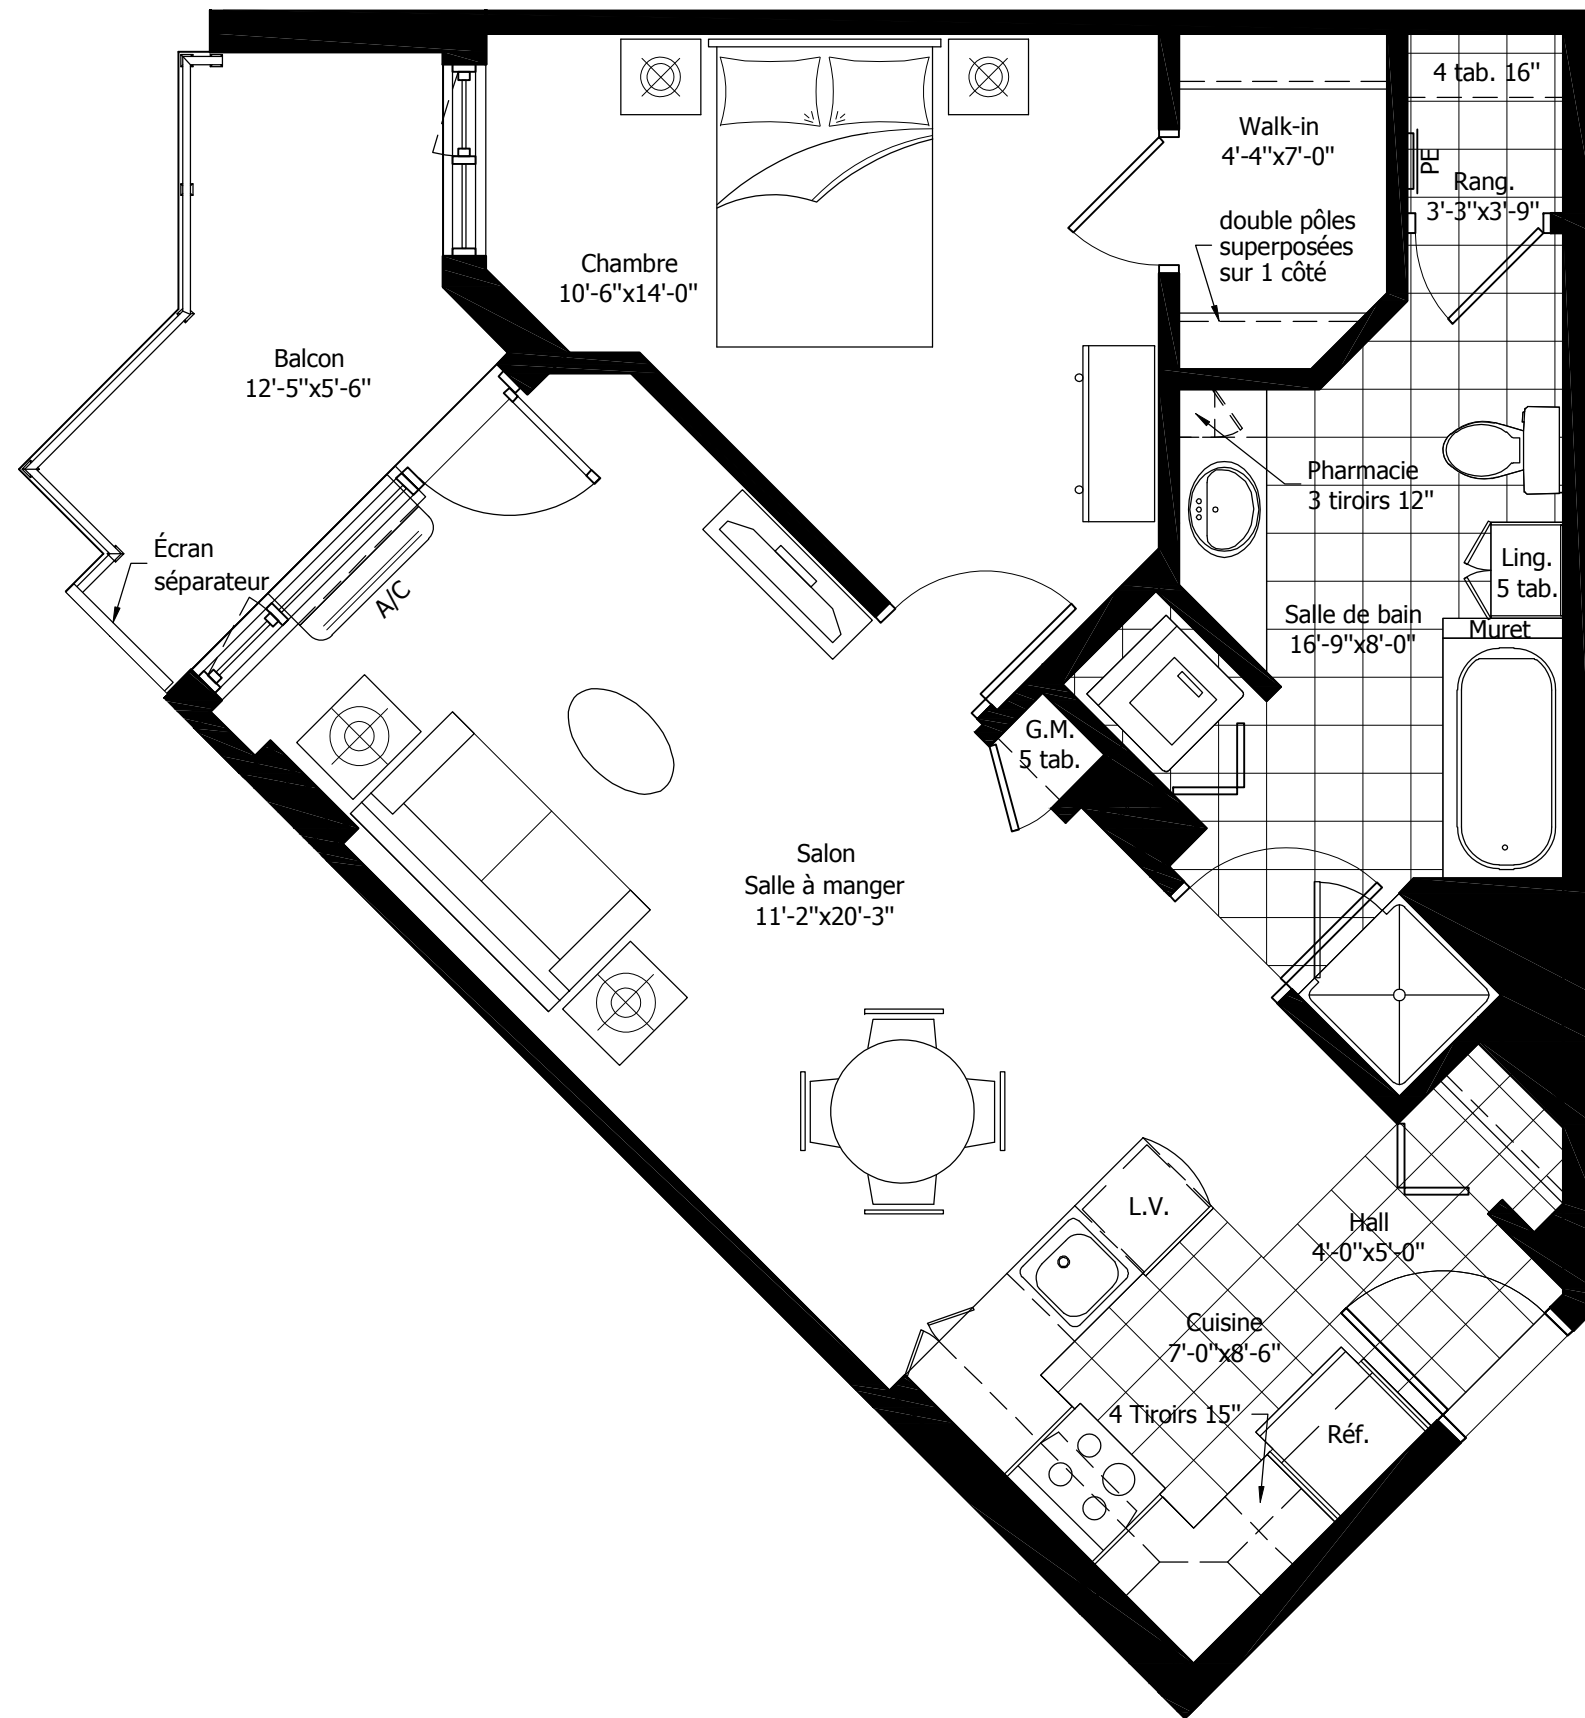 4 tab. 16"
Walk-in
4'-4"x7'-0"
PE
Rang.
3'-3"x3'-9"
double pôles
superposées
sur 1 côté
Chambre
10'-6"x14'-0"
Balcon
12'-5"x5'-6"
Pharmacie
3 tiroirs 12"
Écran
séparateur
A/C
Ling.
5 tab.
Salle de bain
16'-9"x8'-0"
Muret
G.M.
5 tab.
Salon
Salle à manger
11'-2"x20'-3"
L.V.
Hall
4'-0"x5'-0"
Cuisine
7'-0"x8'-6"
4 Tiroirs 15"
Réf.